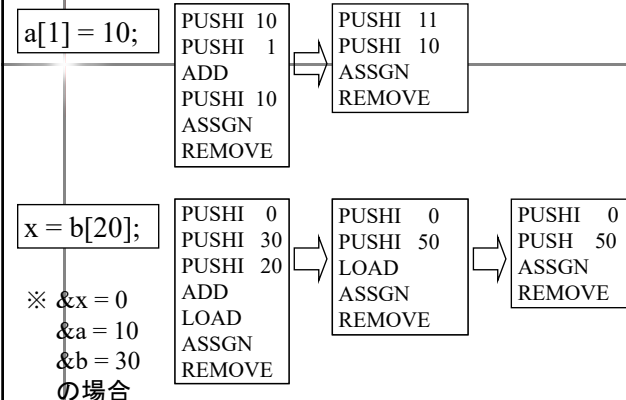 a[1] = 10;
PUSHI 10
PUSHI 1
ADD
PUSHI 10
ASSGN
REMOVE
PUSHI 11
PUSHI 10
ASSGN
REMOVE
x = b[20];
PUSHI 0
PUSHI 30
PUSHI 20
ADD
LOAD
ASSGN
REMOVE
PUSHI 0
PUSHI 50
LOAD
ASSGN
REMOVE
PUSHI 0
PUSH 50
ASSGN
REMOVE
※ &x = 0
&a = 10
&b = 30
の場合